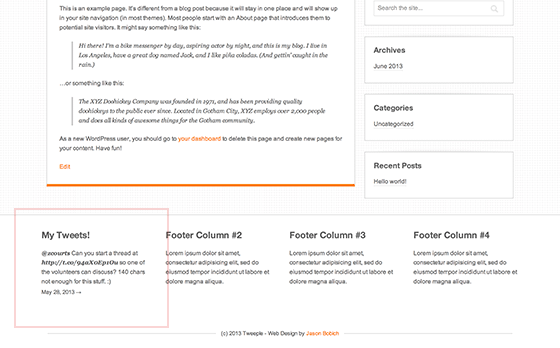 This is an example page. It's different from a blog post because it will stay in one place and will show
up in your site navigation (in most themes). Most people start with an About page that introduces them to
potential site visitors. It might say something like this:
Hi there! I'm a bike messenger by day, aspiring actor by night, and this is my blog. I live in
Los Angeles, have a great dog named Jack, and I like piña coladas. (And gettin' caught in the
rain.)
...or something like this:
The XYZ Doohickey Company was founded in 1971, and has been providing quality
doohickeys to the public ever since. Located in Gotham City, XYZ employs over 2,000 people
and does all kinds of awesome things for the Gotham community.
As a new WordPress user, you should go to your dashboard to delete this page and create new pages for
your content. Have fun!
Edit
Search the site...
Archives
June 2013
Categories
Uncategorized
Recent Posts
Hello world!
My Tweets!
@scourts Can you start a thread at
so one of
the volunteers can discuss? 140 chars
not enough for this stuff. :)
May 28, 2013 →
Footer Column #2
Lorem ipsum dolor sit amet,
consectetur adipisicing elit, sed do
eiusmod tempor incididunt ut labore et
dolore magna aliqua.
Footer Column #3
Lorem ipsum dolor sit amet,
consectetur adipisicing elit, sed do
eiusmod tempor incididunt ut labore et
dolore magna aliqua.
Footer Column #4
Lorem ipsum dolor sit amet,
consectetur adipisicing elit, sed do
eiusmod tempor incididunt ut labore et
dolore magna aliqua.
(c) 2013 Tweeple - Web Design by Jason Bobich